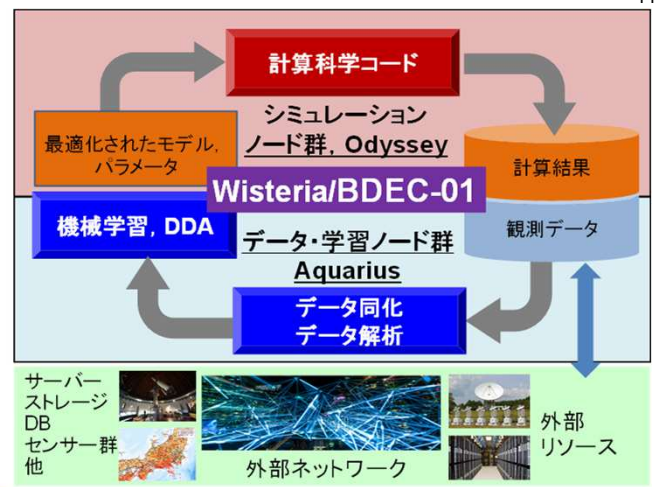 計算科学コード
シミュレーション
ノード群, Odyssey
最適化されたモデル,
パラメータ
計算結果
Wisteria/BDEC-01
機械学習, DDA
データ・学習ノード群
Aquarius
観測データ
データ同化
データ解析
サーバー
ストレージ
DB
センサー群
他
外部ネットワーク
外部
リソース